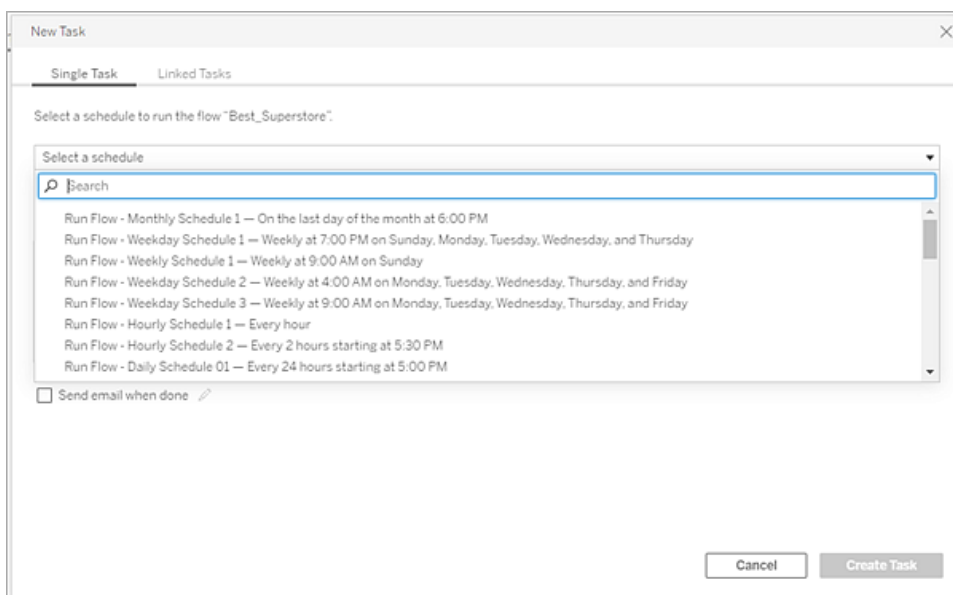 New Task
Single Task Linked Tasks
Select a schedule to run the flow "Best_Superstore".
Select a schedule
Search
Run Flow - Monthly Schedule 1 — On the last day of the month at 6:00 PM
Run Flow - Weekday Schedule 1 — Weekly at 7:00 PM on Sunday, Monday, Tuesday, Wednesday, and Thursday
Run Flow - Weekly Schedule 1 — Weekly at 9:00 AM on Sunday
Run Flow - Weekday Schedule 2 — Weekly at 4:00 AM on Monday, Tuesday, Wednesday, Thursday, and Friday
Run Flow - Weekday Schedule 3 — Weekly at 9:00 AM on Monday, Tuesday, Wednesday, Thursday, and Friday
Run Flow - Hourly Schedule 1 — Every hour
Run Flow - Hourly Schedule 2 — Every 2 hours starting at 5:30 PM
Run Flow - Daily Schedule 01 — Every 24 hours starting at 5:00 PM
Send email when done
Cancel Create Task